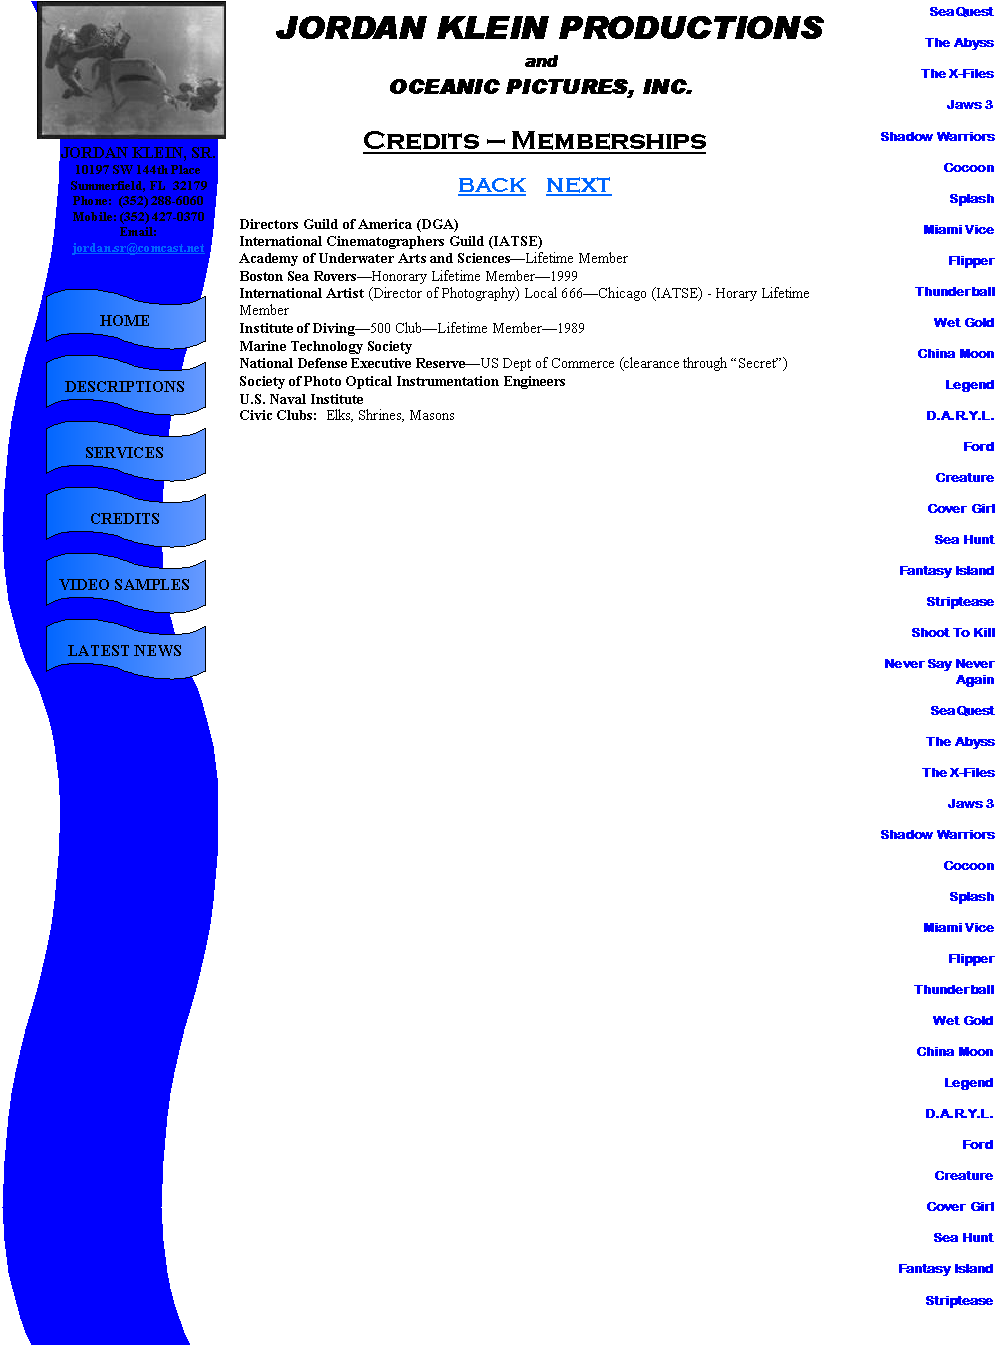 JORDAN KLEIN PRODUCTIONS
and
OCEANIC PICTURES, INC.
CREDITS – MEMBERSHIPS
BACK NEXT
JORDAN KLEIN, SR.
10197 SW 144th Place
Summerfield, FL 32179
Phone: (352) 288-6060
Mobile: (352) 427-0370
Email:
jordan.sr@comcast.net
HOME
DESCRIPTIONS
SERVICES
CREDITS
VIDEO SAMPLES
LATEST NEWS
Directors Guild of America (DGA)
International Cinematographers Guild (IATSE)
Academy of Underwater Arts and Sciences—Lifetime Member
Boston Sea Rovers—Honorary Lifetime Member—1999
International Artist (Director of Photography) Local 666—Chicago (IATSE) - Horary Lifetime
Member
Institute of Diving—500 Club—Lifetime Member—1989
Marine Technology Society
National Defense Executive Reserve—US Dept of Commerce (clearance through “Secret”)
Society of Photo Optical Instrumentation Engineers
U.S. Naval Institute
Civic Clubs: Elks, Shrines, Masons
SeaQuest
The Abyss
The X-Files
Jaws 3
Shadow Warriors
Cocoon
Splash
Miami Vice
Flipper
Thunderball
Wet Gold
China Moon
Legend
D.A.R.Y.L.
Ford
Creature
Cover Girl
Sea Hunt
Fantasy Island
Striptease
Shoot To Kill
Never Say Never
Again
SeaQuest
The Abyss
The X-Files
Jaws 3
Shadow Warriors
Cocoon
Splash
Miami Vice
Flipper
Thunderball
Wet Gold
China Moon
Legend
D.A.R.Y.L.
Ford
Creature
Cover Girl
Sea Hunt
Fantasy Island
Striptease